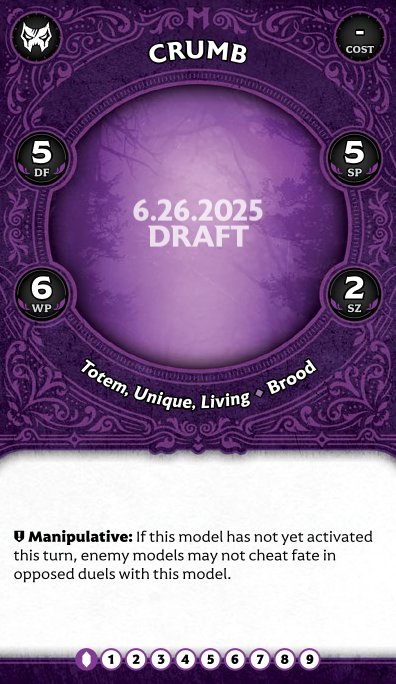 CRUMB
-
COST
5
DF
5
SP
6.26.2025
DRAFT
6
WP
2
SZ
Totem, Unique, Living ◆ Brood
Manipulative: If this model has not yet activated
this turn, enemy models may not cheat fate in
opposed duels with this model.
1 2 3 4 5 6 7 8 9